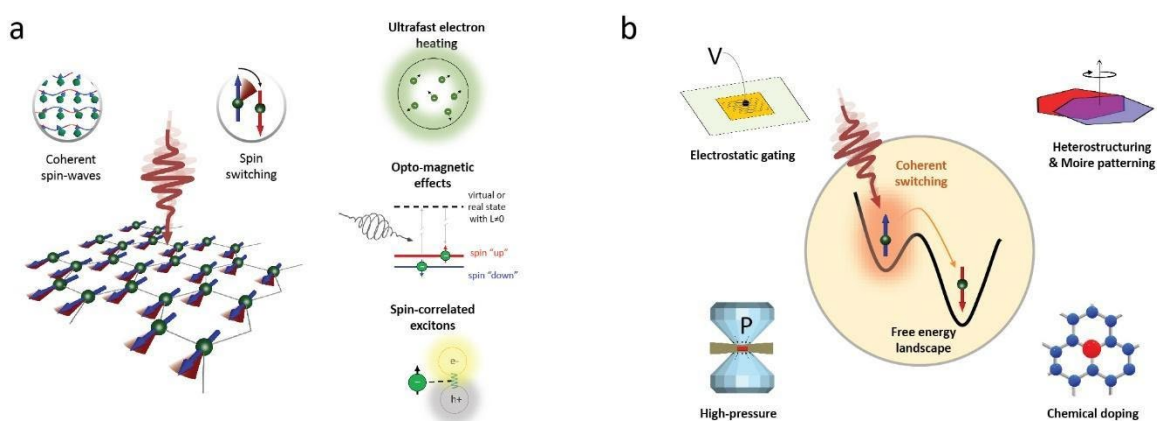 a
Coherent
spin-waves
Spin
switching
Ultrafast electron
heating
Opto-magnetic
effects
virtual or
real state
with L≠0
spin "up"
spin "down"
Spin-correlated
excitons
e-
h+
b
V
Electrostatic gating
Coherent
switching
Heterostructuring
& Moire patterning
Free energy
landscape
P
High-pressure
Chemical doping